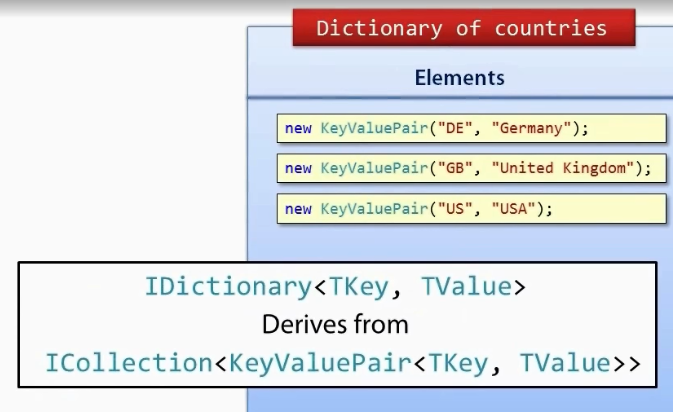 Dictionary of countries
Elements
new KeyValuePair("DE", "Germany");
new KeyValuePair("GB", "United Kingdom");
new KeyValuePair("US", "USA");
IDictionary<TKey, TValue>
Derives from
ICollection<KeyValuePair<TKey, TValue>>